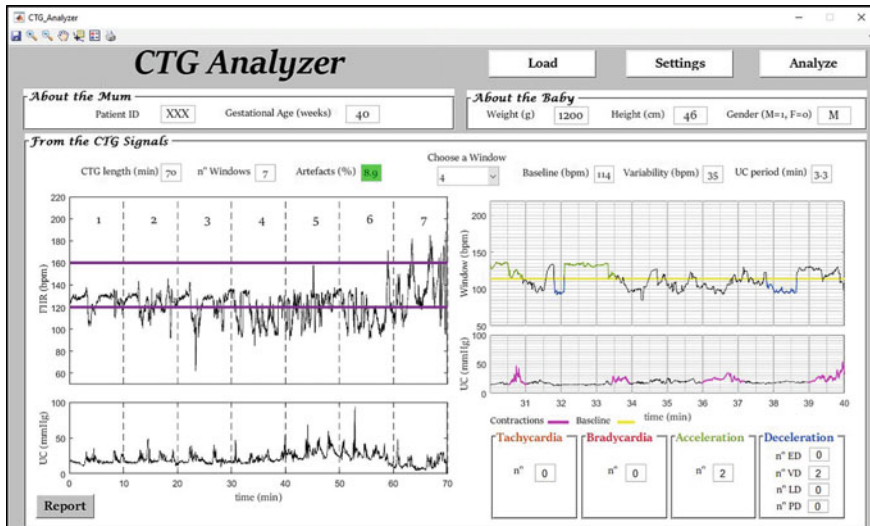 CTG_Analyzer
CTG Analyzer
Load
Settings
Analyze
About the Mum
Patient ID XXX Gestational Age (weeks) 40
About the Baby
Weight (g) 1200 Height (cm) 46 Gender (M=1, F=0) M
From the CTG Signals
CTG length (min) 70 n° Windows 7 Artefacts (%) 8.9
Choose a Window
4
Baseline (bpm) 114 Variability (bpm) 35 UC period (min) 3.3
FHR (bpm)
220
200
180
160
140
120
100
80
60
1 2 3 4 5 6 7
UC (mmHg)
100
50
0
0 10 20 30 40 50 60 70
time (min)
Report
Window (bpm)
200
150
100
50
UC (mmHg)
100
50
0
31 32 33 34 35 36 37 38 39 40
Contractions Baseline time (min)
Tachycardia
n° 0
Bradycardia
n° 0
Acceleration
n° 2
Deceleration
n° ED 0
n° VD 2
n° LD 0
n° PD 0